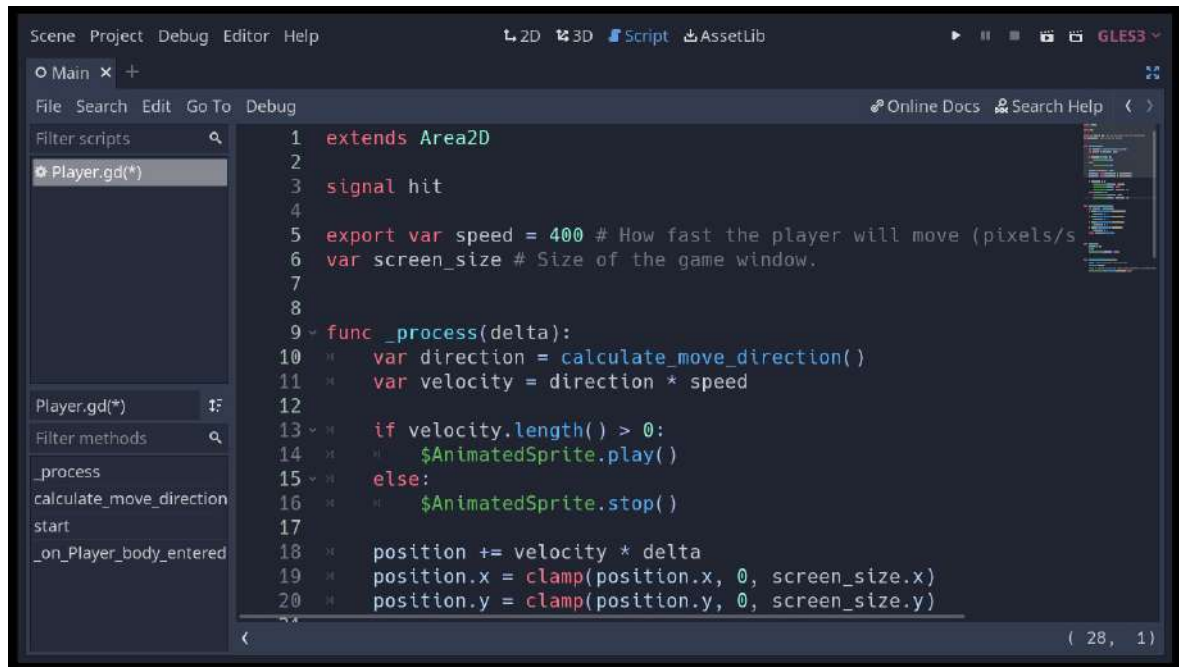 Scene Project Debug Editor Help 2D 3D Script AssetLib GLES3
Main
File Search Edit Go To Debug Online Docs Search Help
Filter scripts
Player.gd(*)
Player.gd(*)
Filter methods
_process
calculate_move_direction
start
_on_Player_body_entered
1 extends Area2D
2
3 signal hit
4
5 export var speed = 400 # How fast the player will move (pixels/s
6 var screen_size # Size of the game window.
7
8
9 func _process(delta):
10 var direction = calculate_move_direction()
11 var velocity = direction * speed
12
13 if velocity.length() > 0:
14 $AnimatedSprite.play()
15 else:
16 $AnimatedSprite.stop()
17
18 position += velocity * delta
19 position.x = clamp(position.x, 0, screen_size.x)
20 position.y = clamp(position.y, 0, screen_size.y)
( 28, 1)